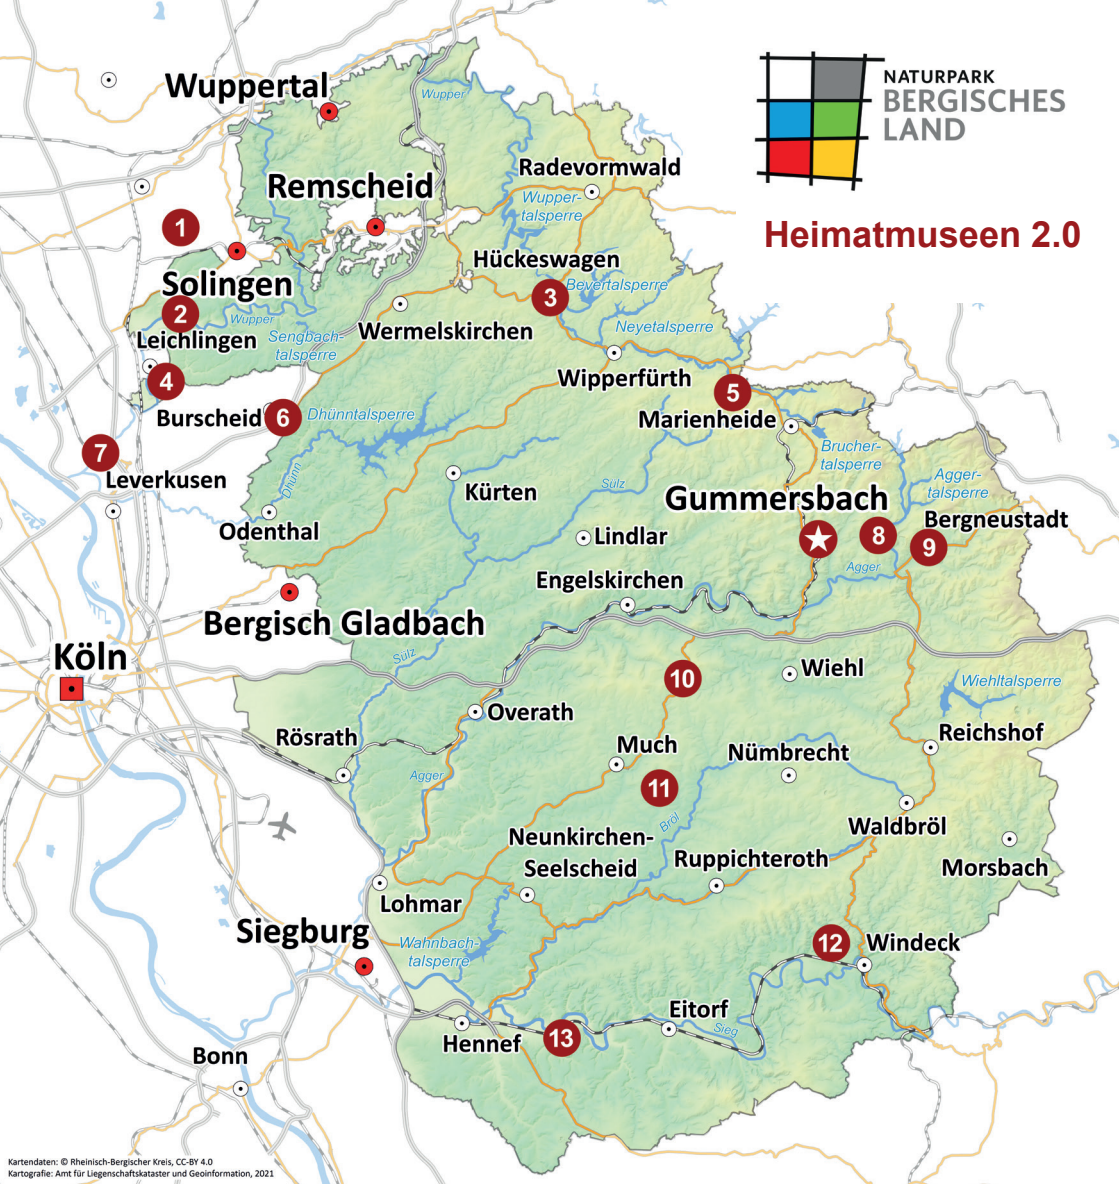 Wuppertal
Wupper
NATURPARK
BERGISCHES
LAND
Heimatmuseen 2.0
Radevormwald
Remscheid
Wupper-
talsperre
1
Hückeswagen
Solingen
Bevertalsperre
3
2
Wupper
Leichlingen
Sengbach-
talsperre
Wermelskirchen
Neyetalsperre
Wipperfürth
4
5
Burscheid
6
Dhünntalsperre
Marienheide
7
Leverkusen
Brucher-
talsperre
Dhünn
Kürten
Sülz
Agger-
talsperre
Gummersbach
Odenthal
Lindlar
8
Bergneustadt
9
Engelskirchen
Agger
Bergisch Gladbach
Köln
Sülz
10
Wiehl
Wiehltalsperre
Overath
Rösrath
Much
Nümbrecht
Reichshof
Agger
11
Bröl
Neunkirchen-
Seelscheid
Waldbröl
Ruppichteroth
Morsbach
Lohmar
Siegburg
Wahnbach-
talsperre
12
Windeck
Eitorf
Sieg
Hennef
13
Bonn
Kartendaten: © Rheinisch-Bergischer Kreis, CC-BY 4.0
Kartografie: Amt für Liegenschaftskataster und Geoinformation, 2021